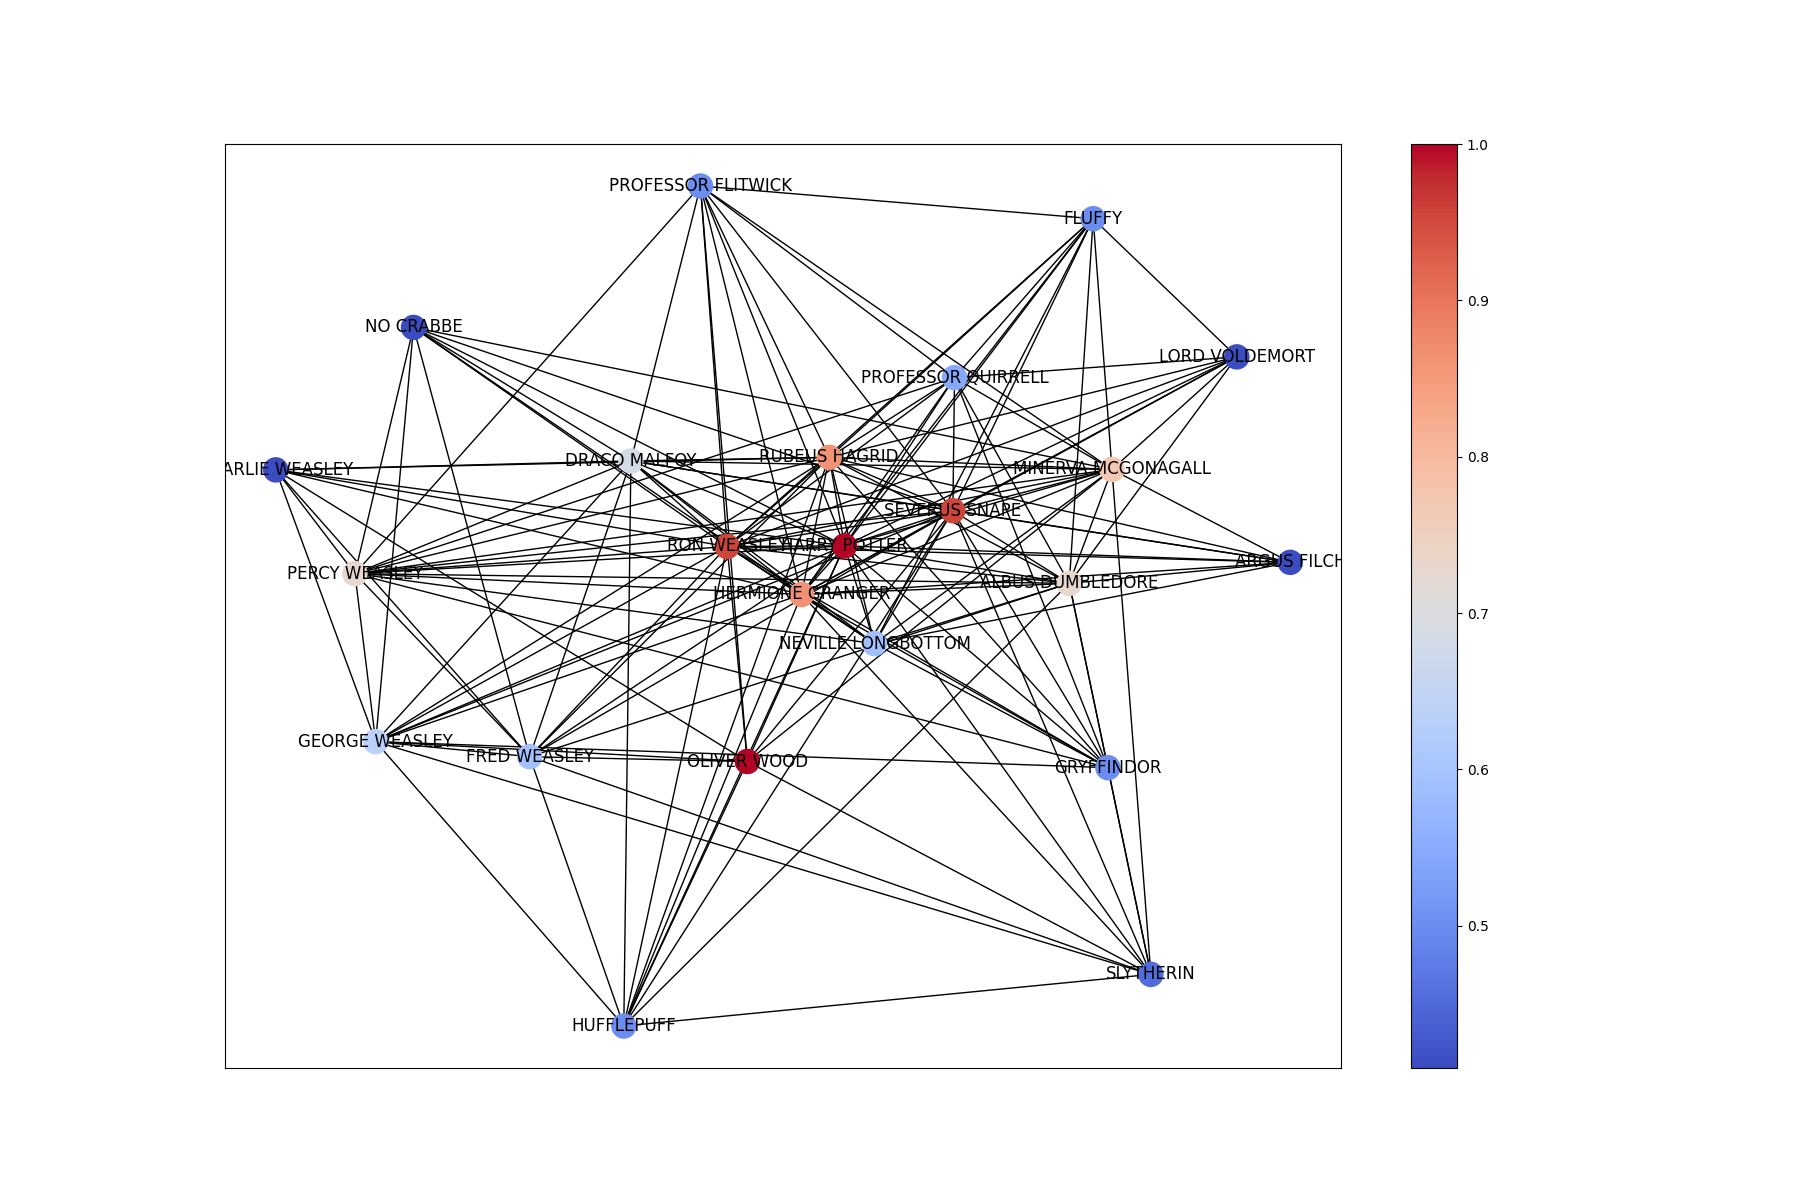 1.0
PROFESSOR FLITWICK
FLUFFY
0.9
NO CRABBE
LORD VOLDEMORT
PROFESSOR QUIRRELL
0.8
RUBEUS HAGRID
DRACO MALFOY
MINERVA MCGONAGALL
ARLIE WEASLEY
SEVERUS SNAPE
RON WEASLEY
HARRY POTTER
ARGUS FILCH
PERCY WEASLEY
ALBUS DUMBLEDORE
HERMIONE GRANGER
0.7
NEVILLE LONGBOTTOM
GEORGE WEASLEY
FRED WEASLEY
OLIVER WOOD
GRYFFINDOR
0.6
0.5
SLYTHERIN
HUFFLEPUFF